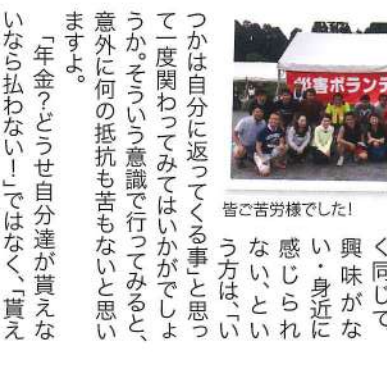 災害ボランテ
皆ご苦労様でした!
く同じで
興味がな
い・身近に
感じられ
ない、とい
う方は、「い
つかは自分に返ってくる事」と思っ
て一度関わってみてはいかがでしょ
うか。そういう意識で行ってみると、
意外に何の抵抗も苦もないと思い
ますよ。
「年金?どうせ自分達が貰えな
いなら払わない!」ではなく、「貰え